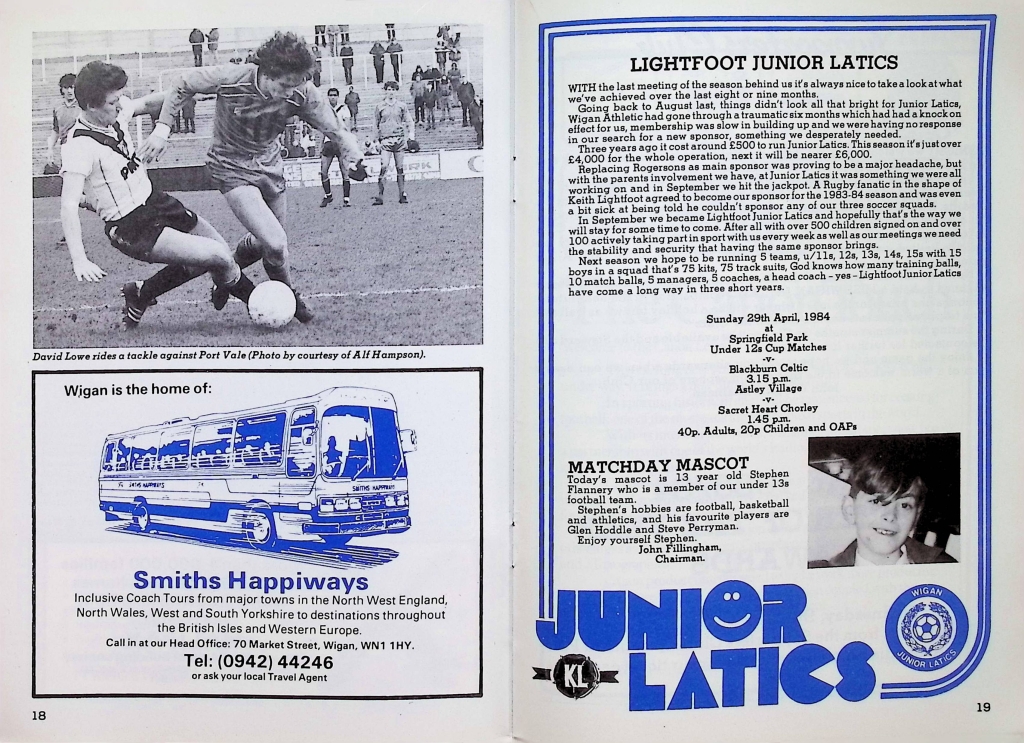 David Lowe rides a tackle against Port Vale (Photo by courtesy of Alf Hampson).
Wigan is the home of:
SMITHS HAPPIWAYS
SMITHS HAPPIWAYS
Smiths Happiways
Inclusive Coach Tours from major towns in the North West England,
North Wales, West and South Yorkshire to destinations throughout
the British Isles and Western Europe.
Call in at our Head Office: 70 Market Street, Wigan, WN1 1HY.
Tel: (0942) 44246
or ask your local Travel Agent
18
LIGHTFOOT JUNIOR LATICS
WITH the last meeting of the season behind us it's always nice to take a look at what
we've achieved over the last eight or nine months.
Going back to August last, things didn't look all that bright for Junior Latics,
Wigan Athletic had gone through a traumatic six months which had had a knock on
effect for us, membership was slow in building up and we were having no response
in our search for a new sponsor, something we desperately needed.
Three years ago it cost around £500 to run Junior Latics. This season it's just over
£4,000 for the whole operation, next it will be nearer £6,000.
Replacing Rogersons as main sponsor was proving to be a major headache, but
with the parents involvement we have, at Junior Latics it was something we were all
working on and in September we hit the jackpot. A Rugby fanatic in the shape of
Keith Lightfoot agreed to become our sponsor for the 1983-84 season and was even
a bit sick at being told he couldn't sponsor any of our three soccer squads.
In September we became Lightfoot Junior Latics and hopefully that's the way we
will stay for some time to come. After all with over 500 children signed on and over
100 actively taking part in sport with us every week as well as our meetings we need
the stability and security that having the same sponsor brings.
Next season we hope to be running 5 teams, u/11s, 12s, 13s, 14s, 15s with 15
boys in a squad that's 75 kits, 75 track suits, God knows how many training balls,
10 match balls, 5 managers, 5 coaches, a head coach – yes – Lightfoot Junior Latics
have come a long way in three short years.
Sunday 29th April, 1984
at
Springfield Park
Under 12s Cup Matches
-v-
Blackburn Celtic
3.15 p.m.
Astley Village
-v-
Sacret Heart Chorley
1.45 p.m.
40p. Adults, 20p Children and OAPs
MATCHDAY MASCOT
Today's mascot is 13 year old Stephen
Flannery who is a member of our under 13s
football team.
Stephen's hobbies are football, basketball
and athletics, and his favourite players are
Glen Hoddle and Steve Perryman.
Enjoy yourself Stephen.
John Fillingham,
Chairman.
JUNIOR
LATICS
KL
WIGAN
JUNIOR LATICS
19